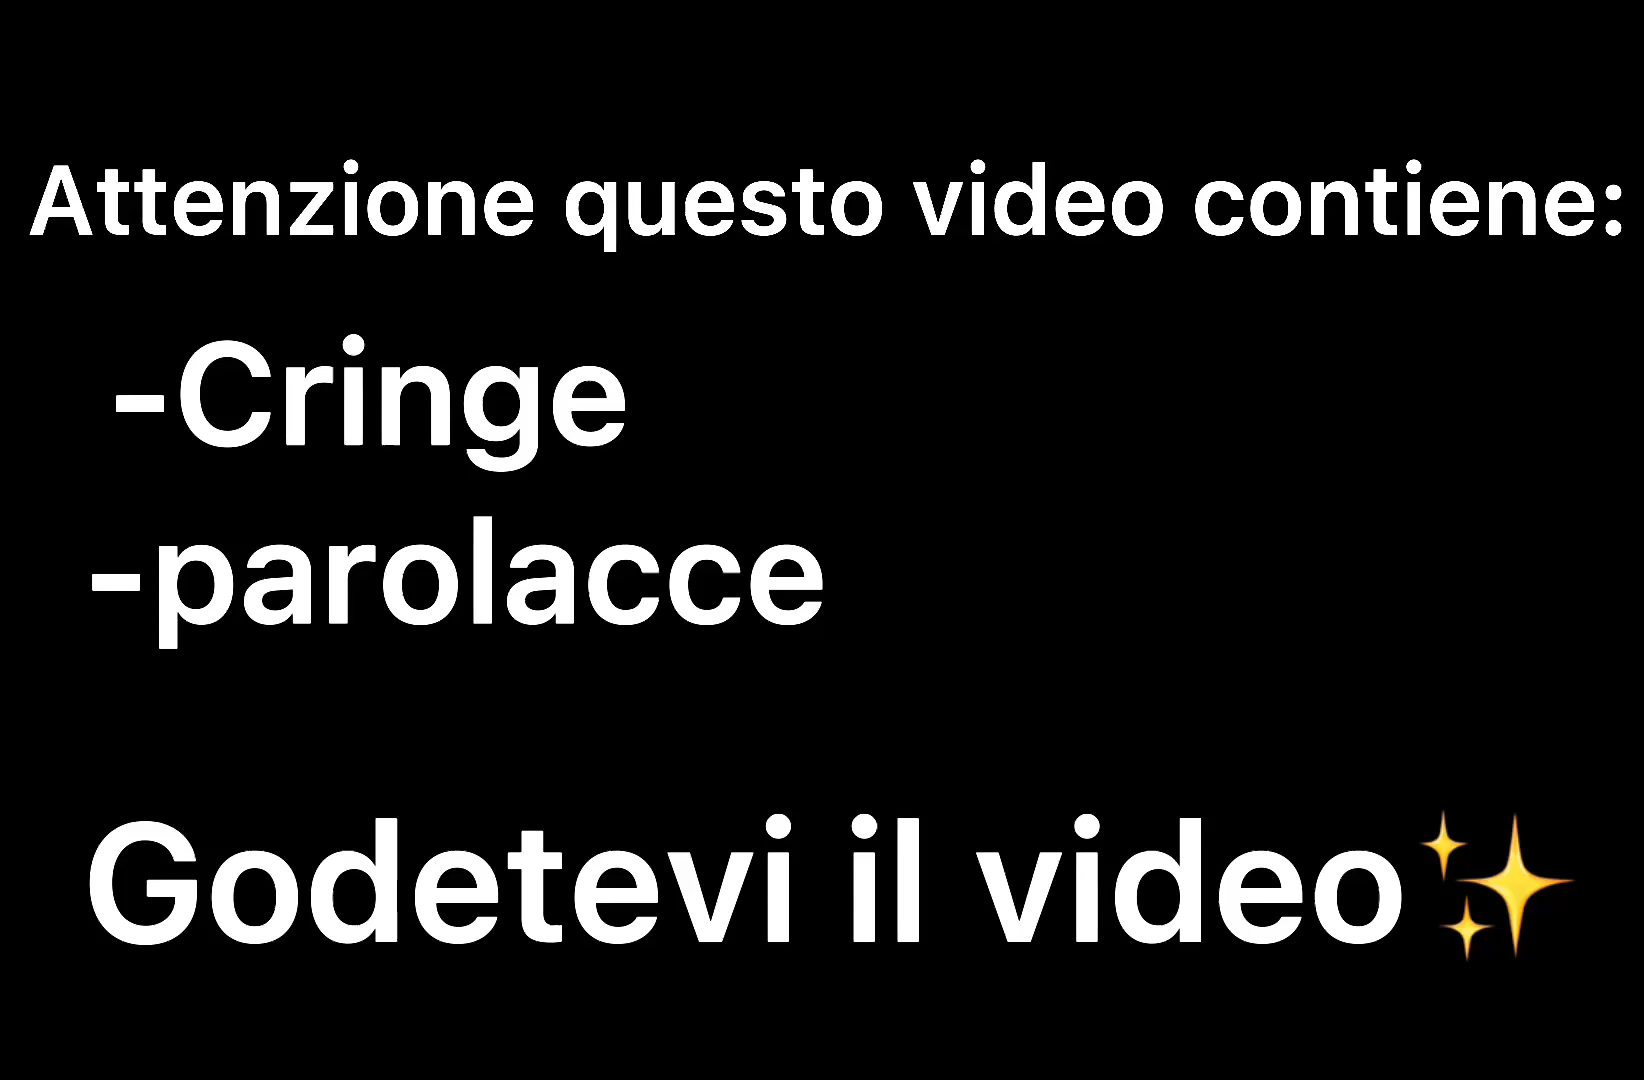 Attenzione questo video contiene:
-Cringe
-parolacce
Godetevi il video✨